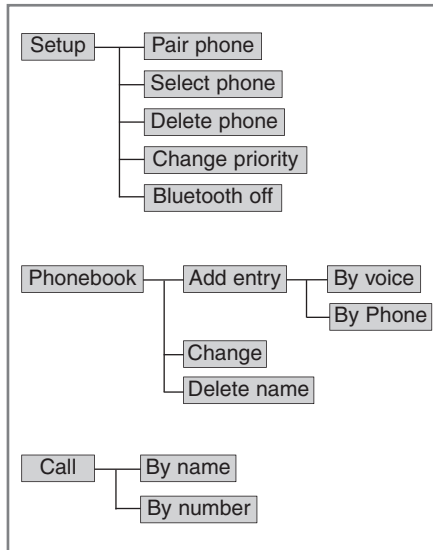 Setup
Pair phone
Select phone
Delete phone
Change priority
Bluetooth off
Phonebook
Add entry
By voice
By Phone
Change
Delete name
Call
By name
By number